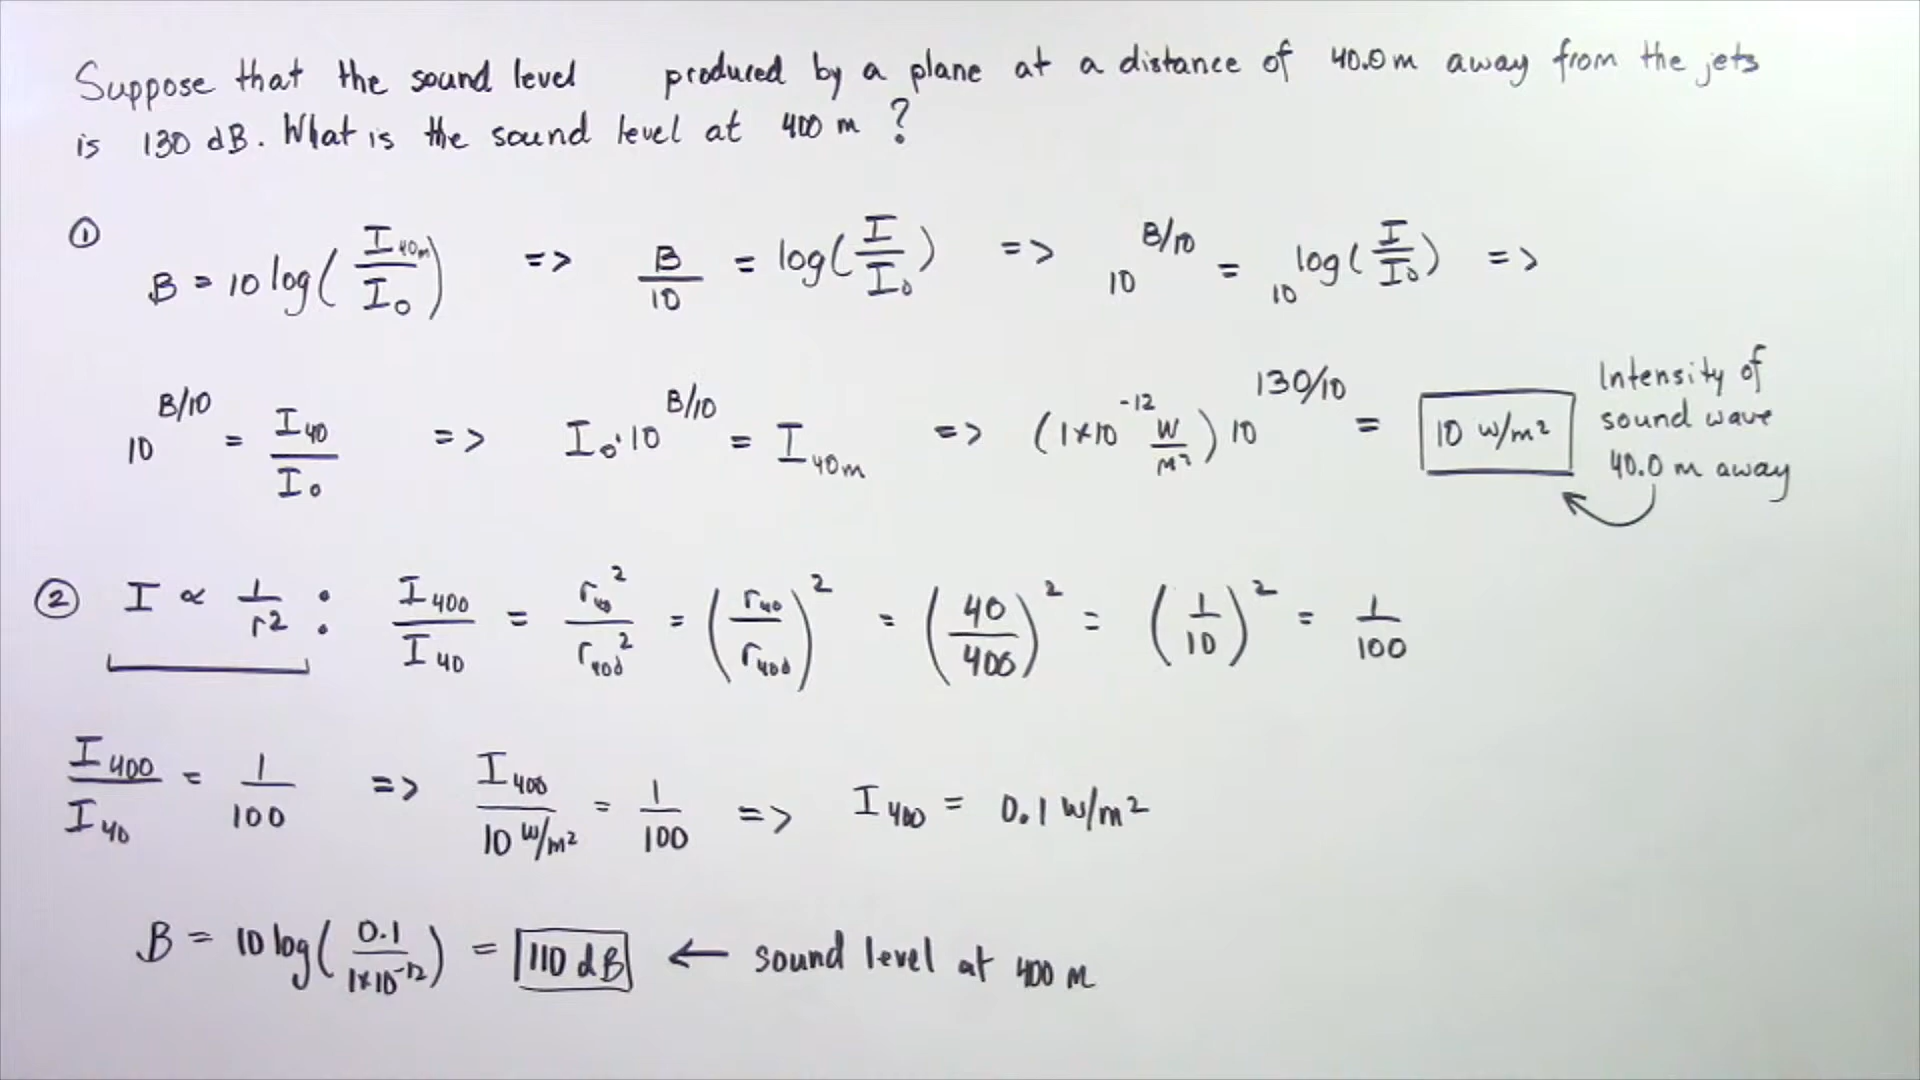 Suppose that the sound level produced by a plane at a distance of 40.0 m away from the jets
is 130 dB. What is the sound level at 400 m ?
① B = 10 log( I₄₀ₘ / I₀ ) => B/10 = log( I / I₀ ) => 10^(B/10) = 10^(log( I / I₀ )) =>
10^(B/10) = I₄₀ / I₀ => I₀·10^(B/10) = I₄₀ₘ => (1×10⁻¹² W/m²) 10^(130/10) = 10 W/m²
Intensity of
sound wave
40.0 m away
② I ∝ 1/r² : I₄₀₀ / I₄₀ = r₄₀² / r₄₀₀² = ( r₄₀ / r₄₀₀ )² = ( 40 / 400 )² = ( 1/10 )² = 1/100
I₄₀₀ / I₄₀ = 1/100 => I₄₀₀ / 10 W/m² = 1/100 => I₄₀₀ = 0.1 W/m²
B = 10 log( 0.1 / 1×10⁻¹² ) = 110 dB ← sound level at 400 m